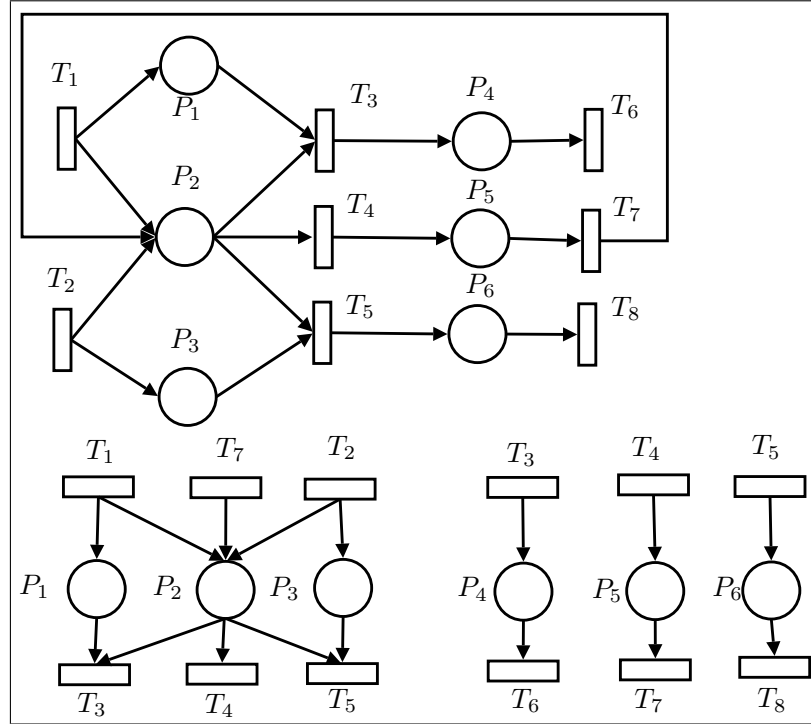 T1 P1 T3 P4 T6
P2 T4 P5 T7
T2 P3 T5 P6 T8
T1 T7 T2 T3 T4 T5
P1 P2 P3 P4 P5 P6
T3 T4 T5 T6 T7 T8